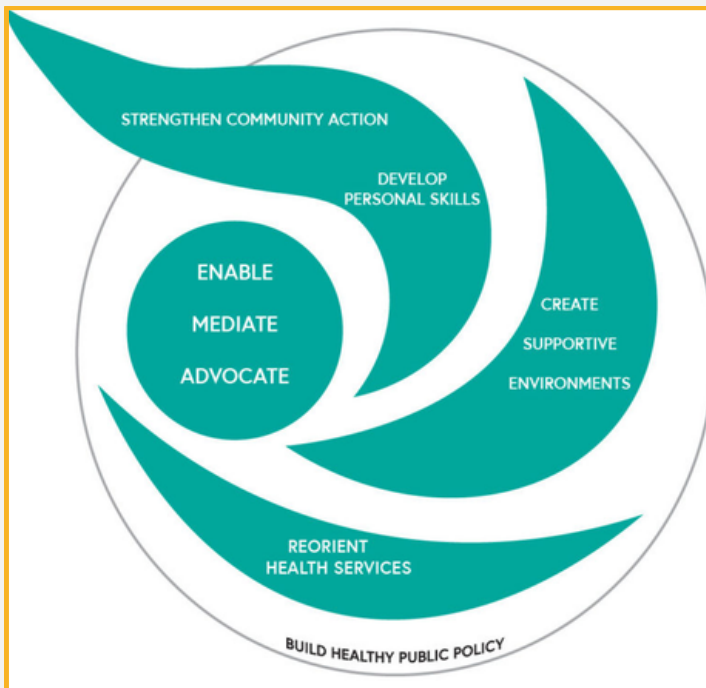 STRENGTHEN COMMUNITY ACTION
DEVELOP
PERSONAL SKILLS
ENABLE
MEDIATE
ADVOCATE
CREATE
SUPPORTIVE
ENVIRONMENTS
REORIENT
HEALTH SERVICES
BUILD HEALTHY PUBLIC POLICY